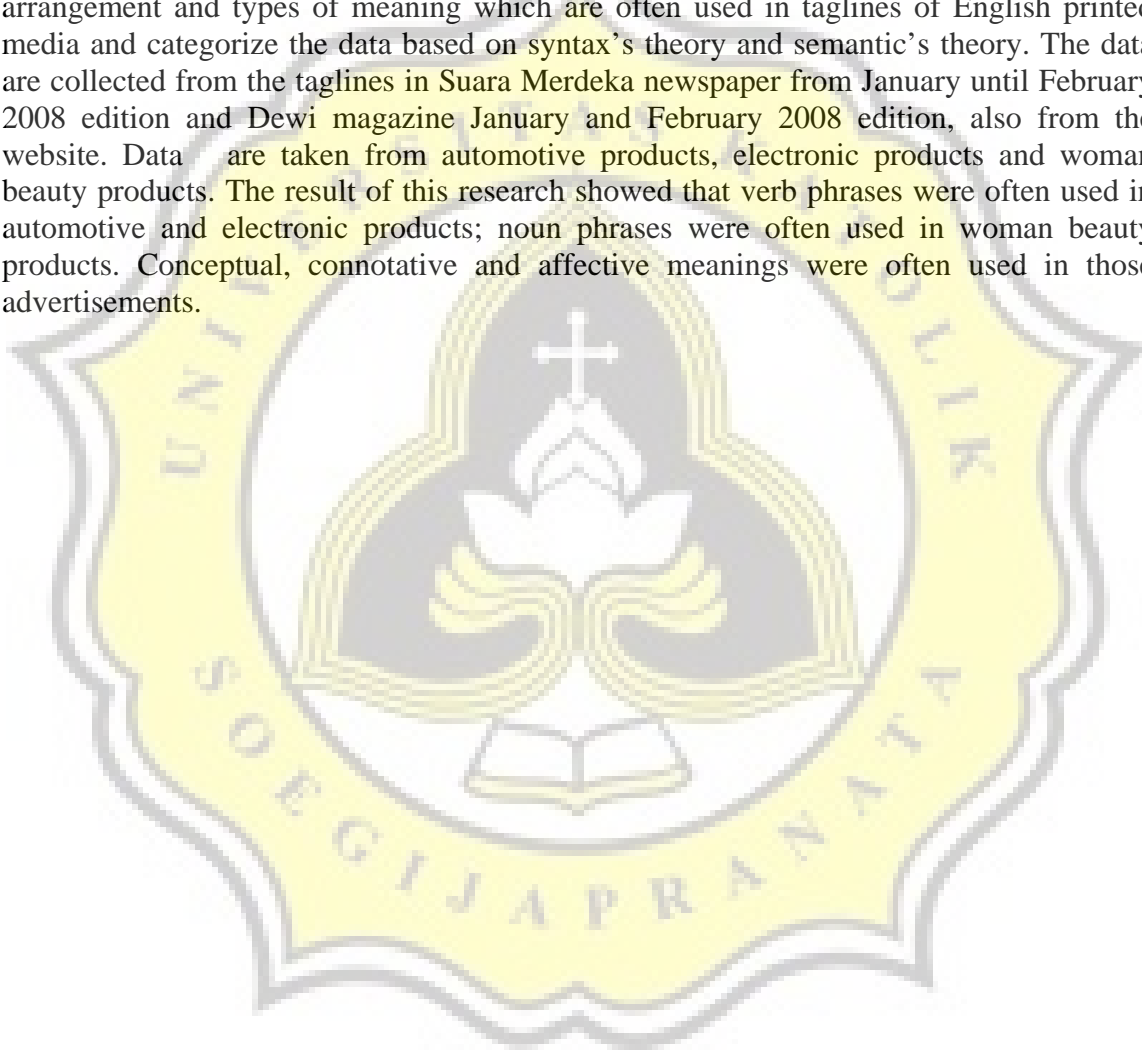 arrangement and types of meaning which are often used in taglines of English printed
media and categorize the data based on syntax's theory and semantic's theory. The data
are collected from the taglines in Suara Merdeka newspaper from January until February
2008 edition and Dewi magazine January and February 2008 edition, also from the
website. Data are taken from automotive products, electronic products and woman
beauty products. The result of this research showed that verb phrases were often used in
automotive and electronic products; noun phrases were often used in woman beauty
products. Conceptual, connotative and affective meanings were often used in those
advertisements.
UNIVERSITAS KATOLIK
SOEGIJAPRANATA